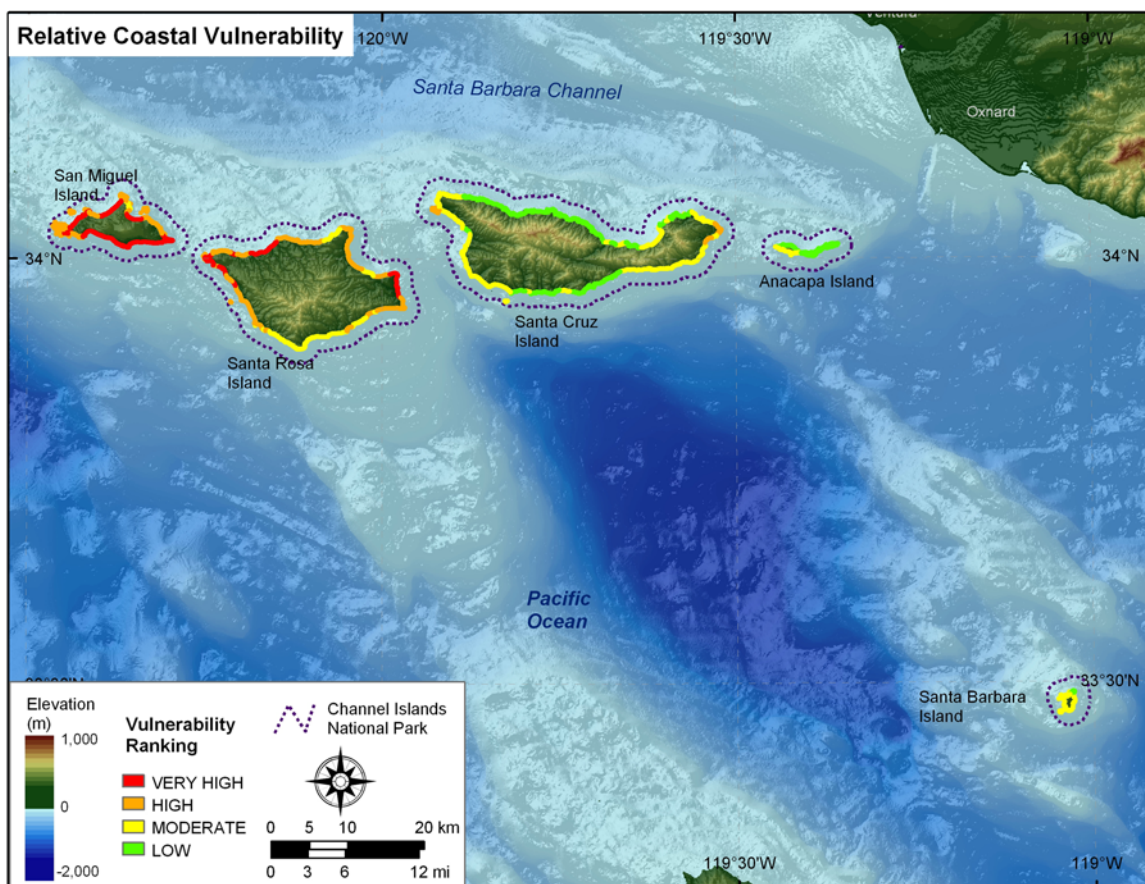 Relative Coastal Vulnerability
120°W
119°30'W
119°W
Ventura
Santa Barbara Channel
Oxnard
San Miguel
Island
34°N
34°N
Anacapa Island
Santa Cruz
Island
Santa Rosa
Island
Pacific
Ocean
33°30'N
Santa Barbara
Island
Elevation
(m)
1,000
0
-2,000
Vulnerability
Ranking
VERY HIGH
HIGH
MODERATE
LOW
Channel Islands
National Park
0 5 10 20 km
0 3 6 12 mi
119°30'W
119°W